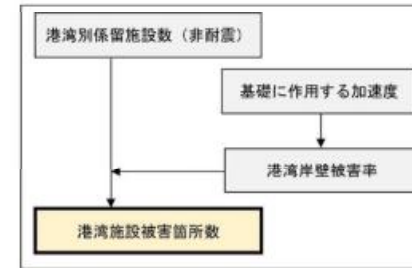 港湾別係留施設数（非耐震）
基礎に作用する加速度
港湾岸壁被害率
港湾施設被害箇所数